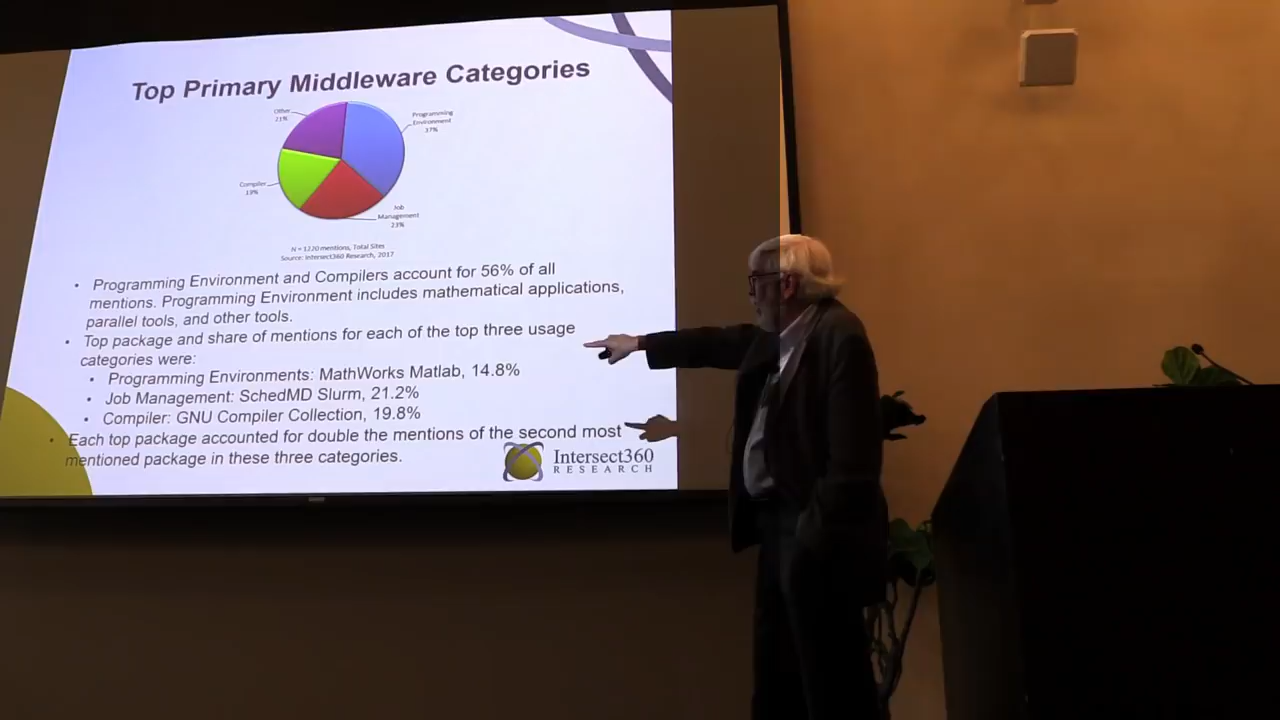 Top Primary Middleware Categories
Other
21%
Programming
Environment
37%
Compiler
19%
Job
Management
23%
N = 1220 mentions, Total Sites
Source: Intersect360 Research, 2017
• Programming Environment and Compilers account for 56% of all
mentions. Programming Environment includes mathematical applications,
parallel tools, and other tools.
• Top package and share of mentions for each of the top three usage
categories were:
• Programming Environments: MathWorks Matlab, 14.8%
• Job Management: SchedMD Slurm, 21.2%
• Compiler: GNU Compiler Collection, 19.8%
• Each top package accounted for double the mentions of the second most
mentioned package in these three categories.
Intersect360
RESEARCH